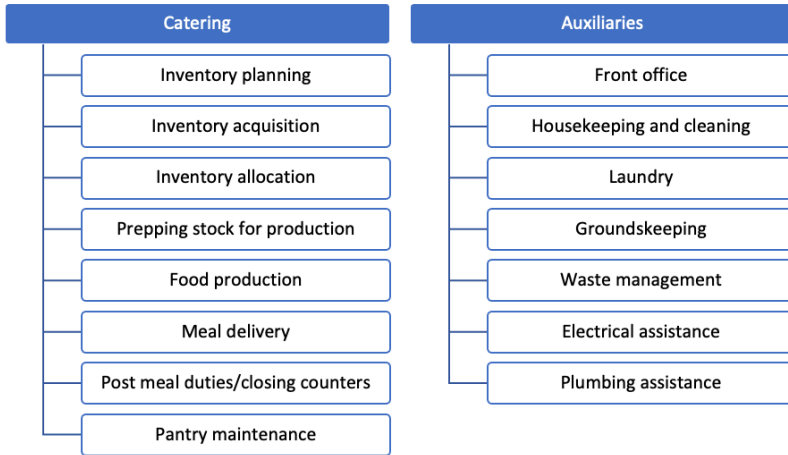 Catering
Inventory planning
Inventory acquisition
Inventory allocation
Prepping stock for production
Food production
Meal delivery
Post meal duties/closing counters
Pantry maintenance
Auxiliaries
Front office
Housekeeping and cleaning
Laundry
Groundskeeping
Waste management
Electrical assistance
Plumbing assistance